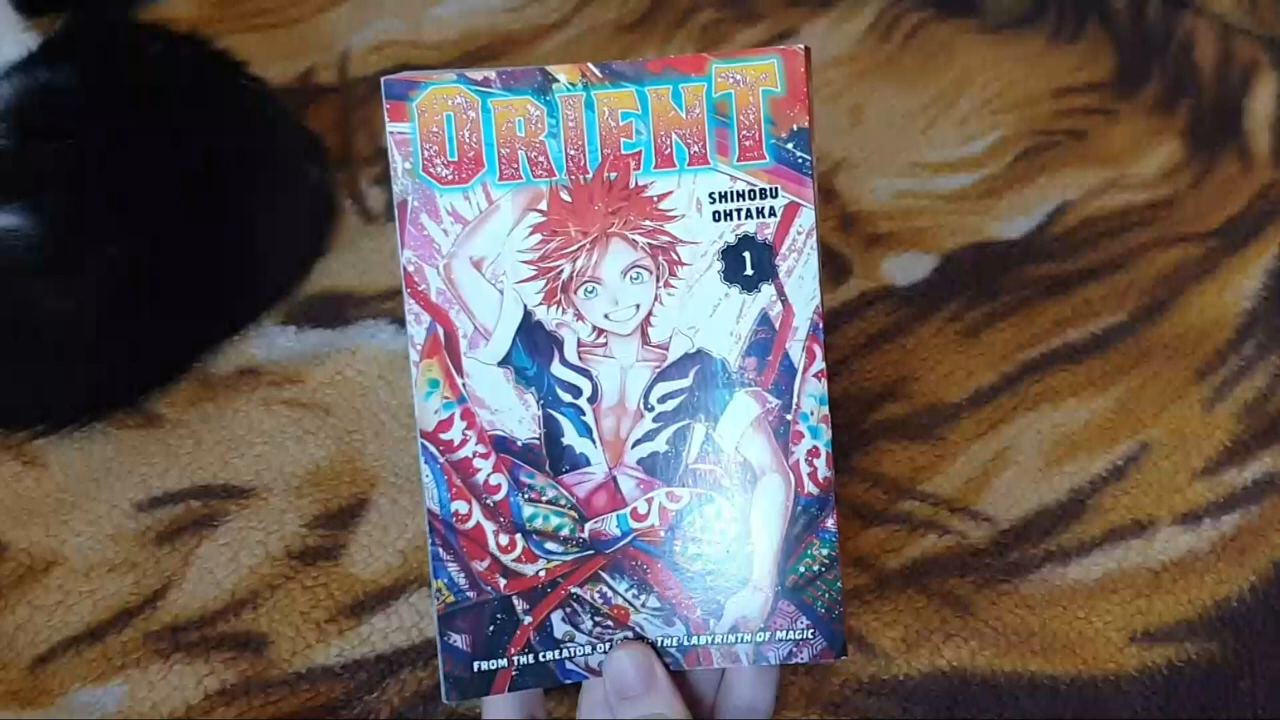 ORIENT
SHINOBU
OHTAKA
1
FROM THE CREATOR OF THE LABYRINTH OF MAGIC